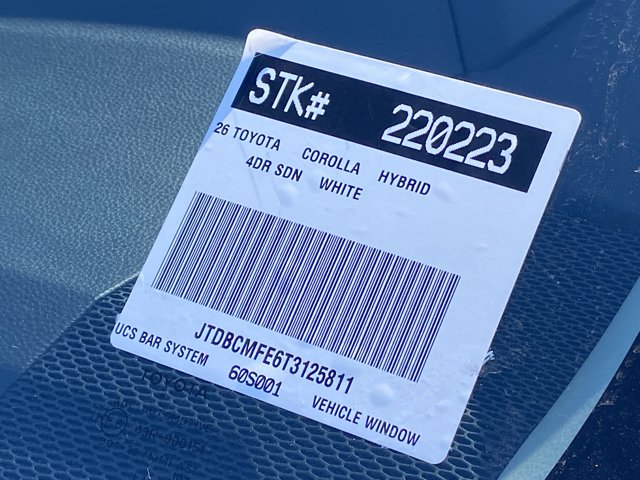 STK# 220223
26 TOYOTA COROLLA HYBRID
4DR SDN WHITE
JTDBCMFE6T3125811
UCS BAR SYSTEM 60S001 VEHICLE WINDOW
TOYOTA